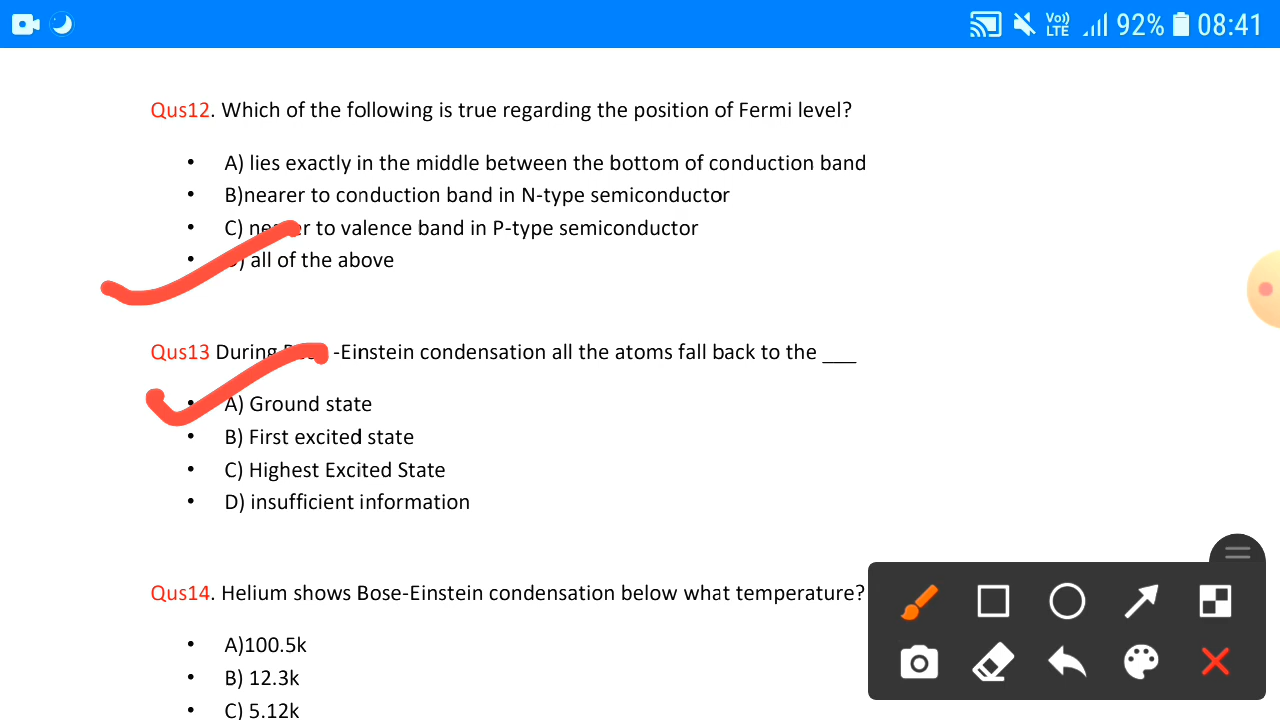 Vo)) LTE 92% 08:41
Qus12. Which of the following is true regarding the position of Fermi level?
• A) lies exactly in the middle between the bottom of conduction band
• B)nearer to conduction band in N-type semiconductor
• C) nearer to valence band in P-type semiconductor
• D) all of the above
Qus13 During Bose -Einstein condensation all the atoms fall back to the ___
• A) Ground state
• B) First excited state
• C) Highest Excited State
• D) insufficient information
Qus14. Helium shows Bose-Einstein condensation below what temperature?
• A)100.5k
• B) 12.3k
• C) 5.12k